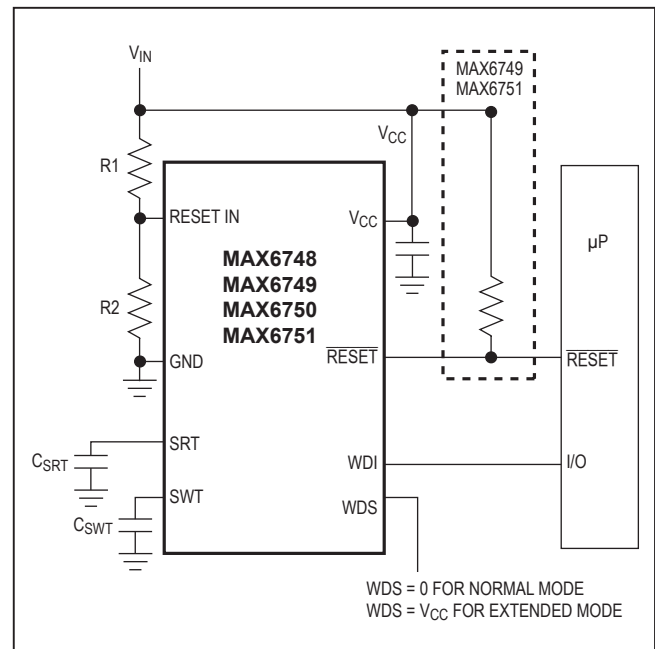 VIN
MAX6749
MAX6751
VCC
R1
RESET IN
VCC
µP
MAX6748
MAX6749
MAX6750
MAX6751
R2
RESET
RESET
GND
SRT
CSRT
WDI
I/O
SWT
CSWT
WDS
WDS = 0 FOR NORMAL MODE
WDS = VCC FOR EXTENDED MODE